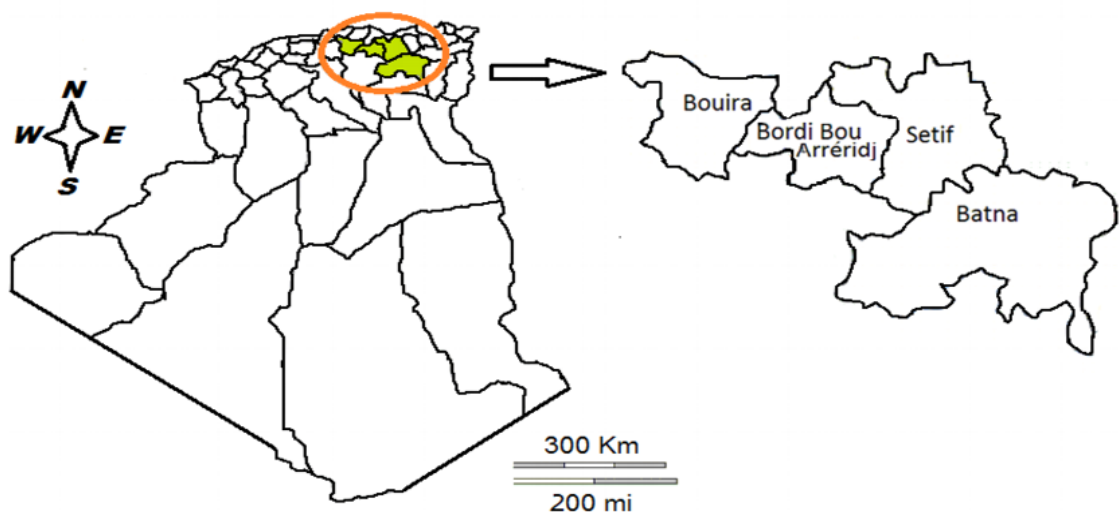 N
W E
S
Bouira
Bordi Bou
Arréridj
Setif
Batna
300 Km
200 mi